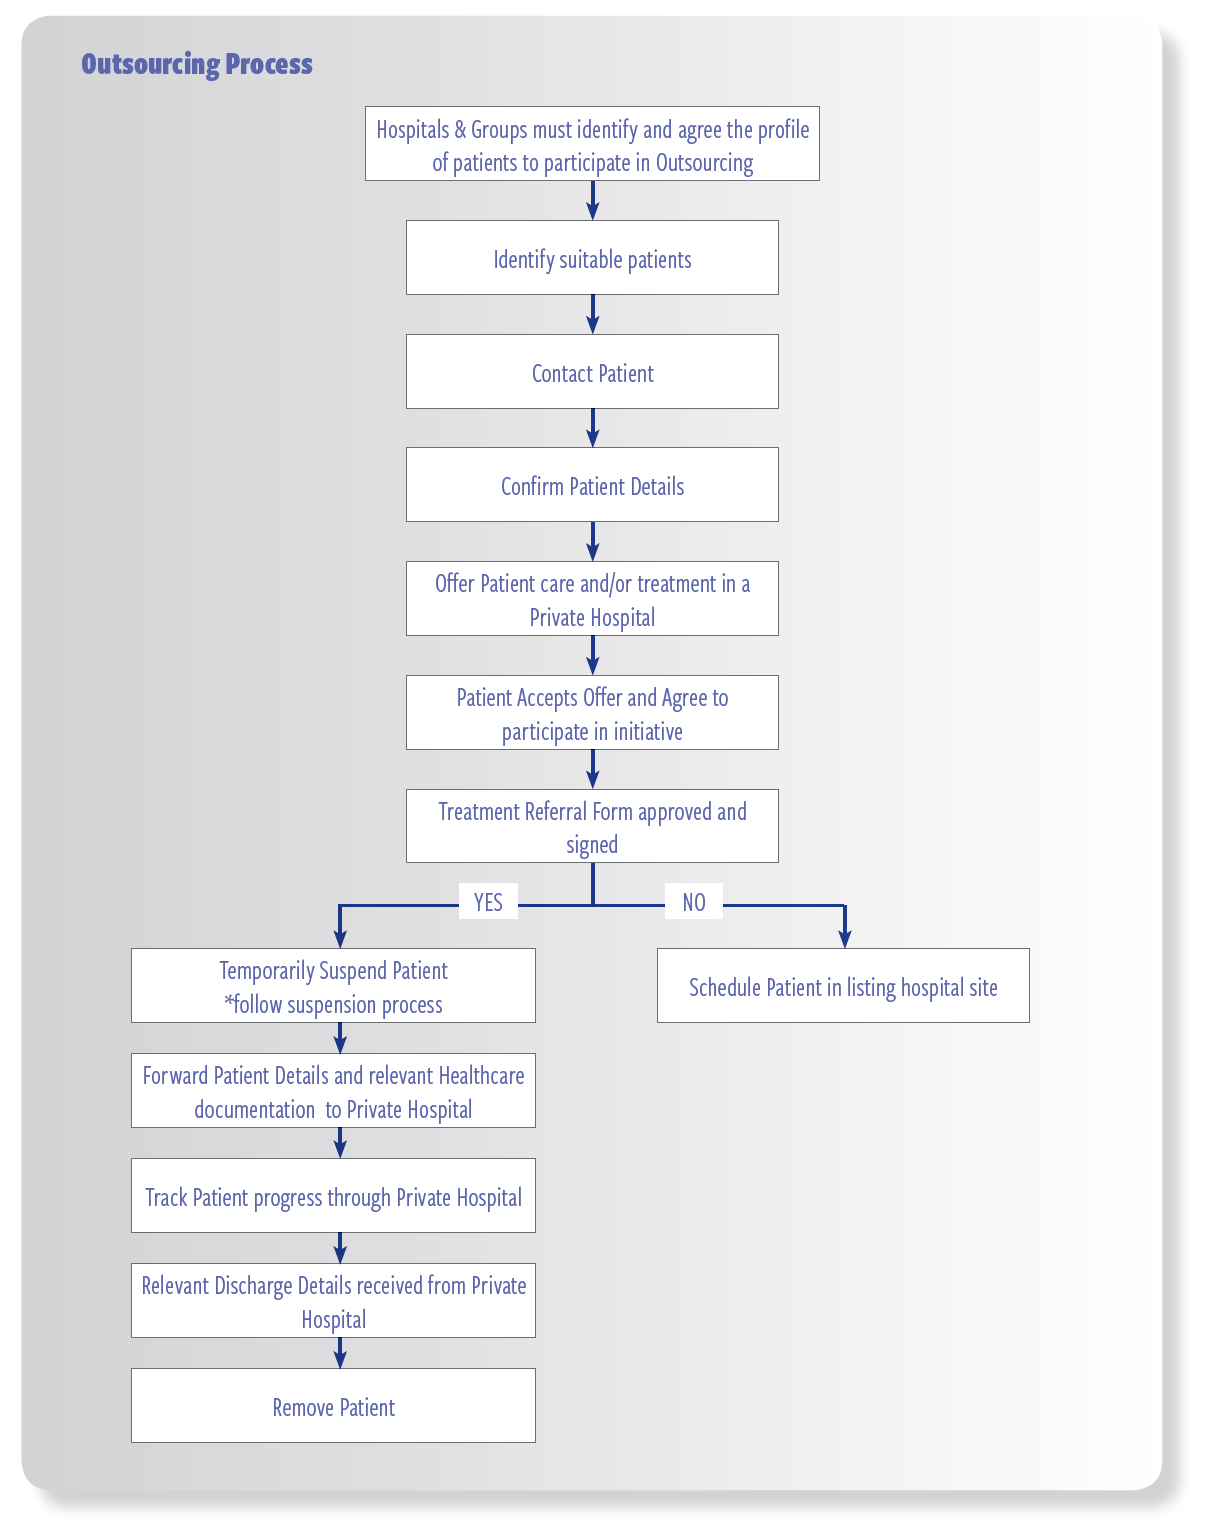 Outsourcing Process
Hospitals & Groups must identify and agree the profile
of patients to participate in Outsourcing
Identify suitable patients
Contact Patient
Confirm Patient Details
Offer Patient care and/or treatment in a
Private Hospital
Patient Accepts Offer and Agree to
participate in initiative
Treatment Referral Form approved and
signed
YES
NO
Temporarily Suspend Patient
*follow suspension process
Schedule Patient in listing hospital site
Forward Patient Details and relevant Healthcare
documentation  to Private Hospital
Track Patient progress through Private Hospital
Relevant Discharge Details received from Private
Hospital
Remove Patient